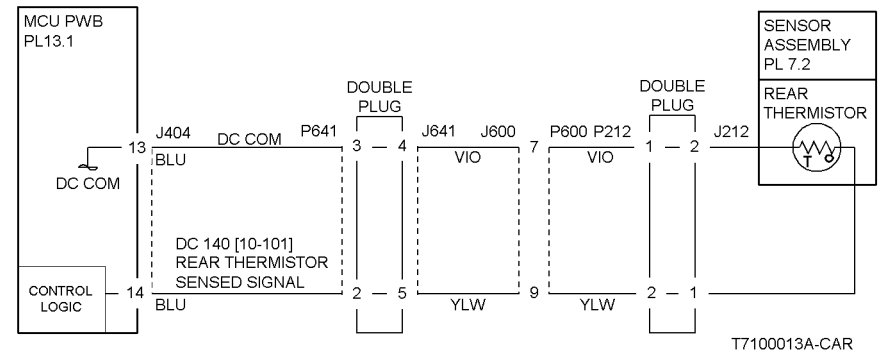 MCU PWB
PL13.1
SENSOR
ASSEMBLY
PL 7.2
REAR
THERMISTOR
T
DOUBLE
PLUG
DOUBLE
PLUG
J404
DC COM
P641
J641
J600
P600 P212
J212
13
3 4
7
1 2
BLU
VIO
VIO
DC COM
DC 140 [10-101]
REAR THERMISTOR
SENSED SIGNAL
CONTROL
LOGIC
14
2 5
9
2 1
BLU
YLW
YLW
T7100013A-CAR